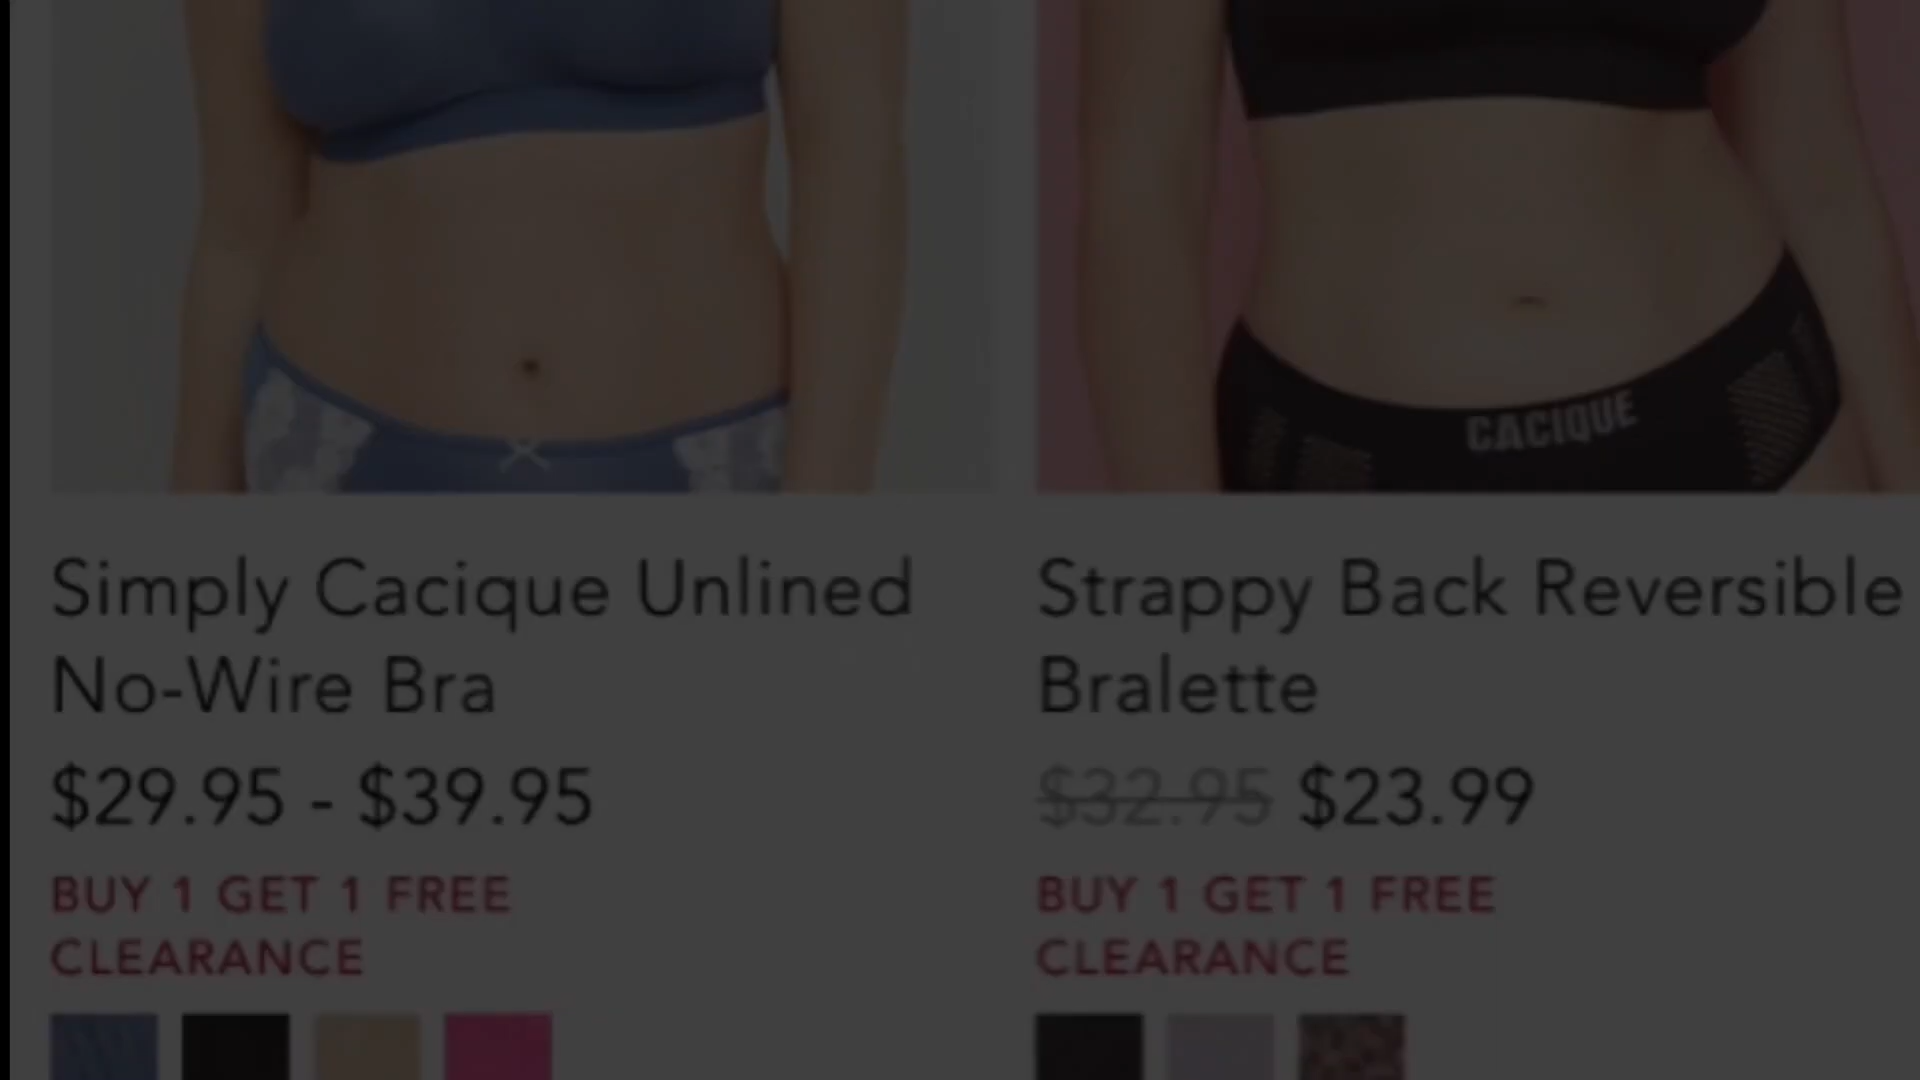 CACIQUE
Simply Cacique Unlined
No-Wire Bra
$29.95 - $39.95
BUY 1 GET 1 FREE
CLEARANCE
Strappy Back Reversible
Bralette
$32.95 $23.99
BUY 1 GET 1 FREE
CLEARANCE